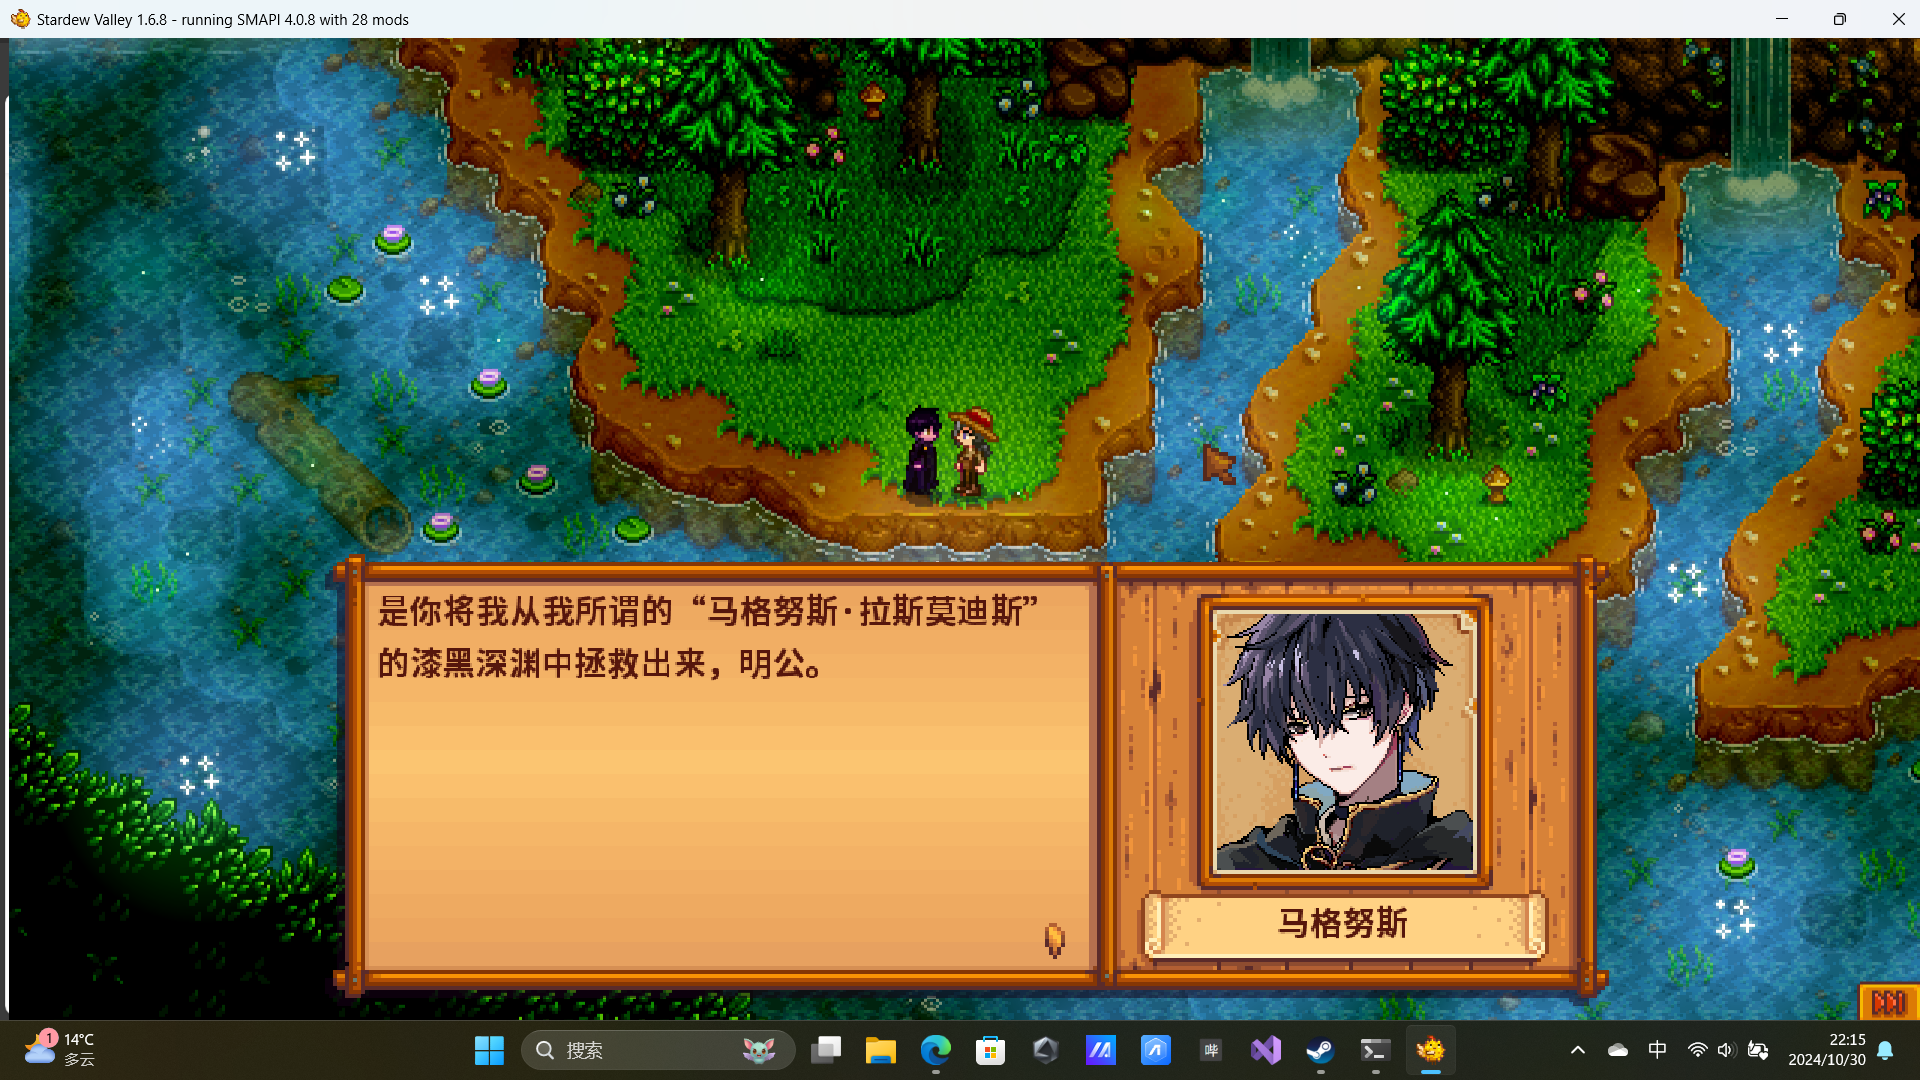 Stardew Valley 1.6.8 - running SMAPI 4.0.8 with 28 mods
是你将我从我所谓的“马格努斯·拉斯莫迪斯”
的漆黑深渊中拯救出来，明公。
马格努斯
1
14°C
多云
搜索
哔
中
22:15
2024/10/30